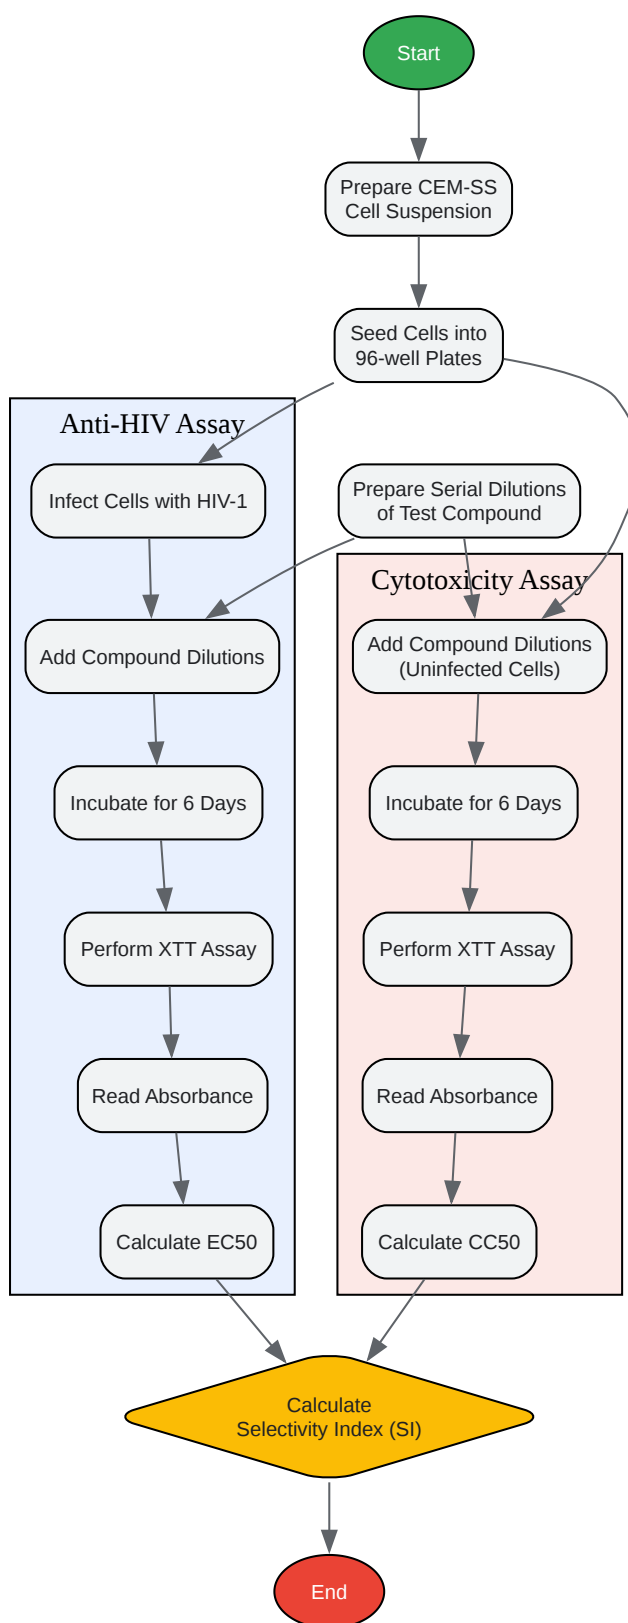 Start
Prepare CEM-SS
Cell Suspension
Seed Cells into
96-well Plates
Anti-HIV Assay
Infect Cells with HIV-1
Prepare Serial Dilutions
of Test Compound
Cytotoxicity Assay
Add Compound Dilutions
Add Compound Dilutions
(Uninfected Cells)
Incubate for 6 Days
Incubate for 6 Days
Perform XTT Assay
Perform XTT Assay
Read Absorbance
Read Absorbance
Calculate EC50
Calculate CC50
Calculate
Selectivity Index (SI)
End